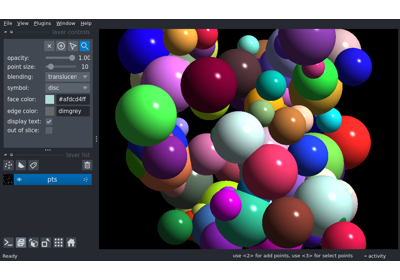 File View Plugins Window Help
layer controls
opacity: 1.00
point size: 10
blending: translucen
symbol: disc
face color: #afdcd4ff
edge color: dimgrey
display text:
out of slice:
layer list
pts
Ready use <2> for add points, use <3> for select points activity